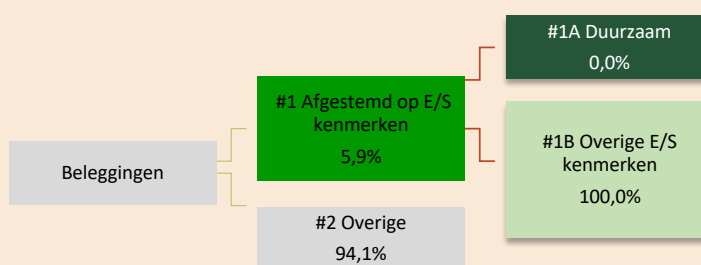 Beleggingen
#1 Afgestemd op E/S
kenmerken
5,9%
#2 Overige
94,1%
#1A Duurzaam
0,0%
#1B Overige E/S
kenmerken
100,0%